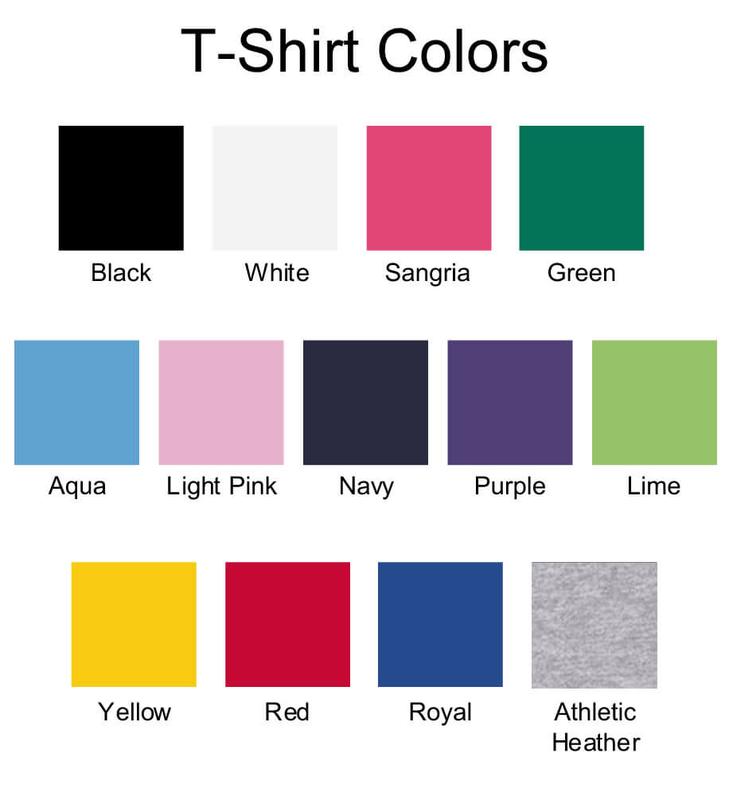 T-Shirt Colors
Black White Sangria Green
Aqua Light Pink Navy Purple Lime
Yellow Red Royal Athletic
Heather